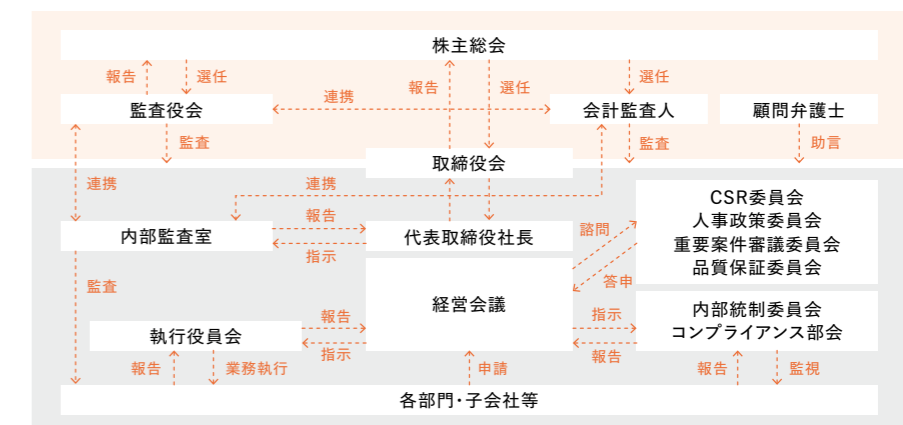 株主総会
報告
選任
報告
選任
選任
連携
監査役会
会計監査人
顧問弁護士
監査
監査
助言
取締役会
連携
連携
報告
内部監査室
代表取締役社長
指示
諮問
CSR委員会
人事政策委員会
重要案件審議委員会
品質保証委員会
答申
監査
経営会議
報告
指示
内部統制委員会
コンプライアンス部会
執行役員会
指示
報告
報告
業務執行
申請
報告
監視
各部門・子会社等